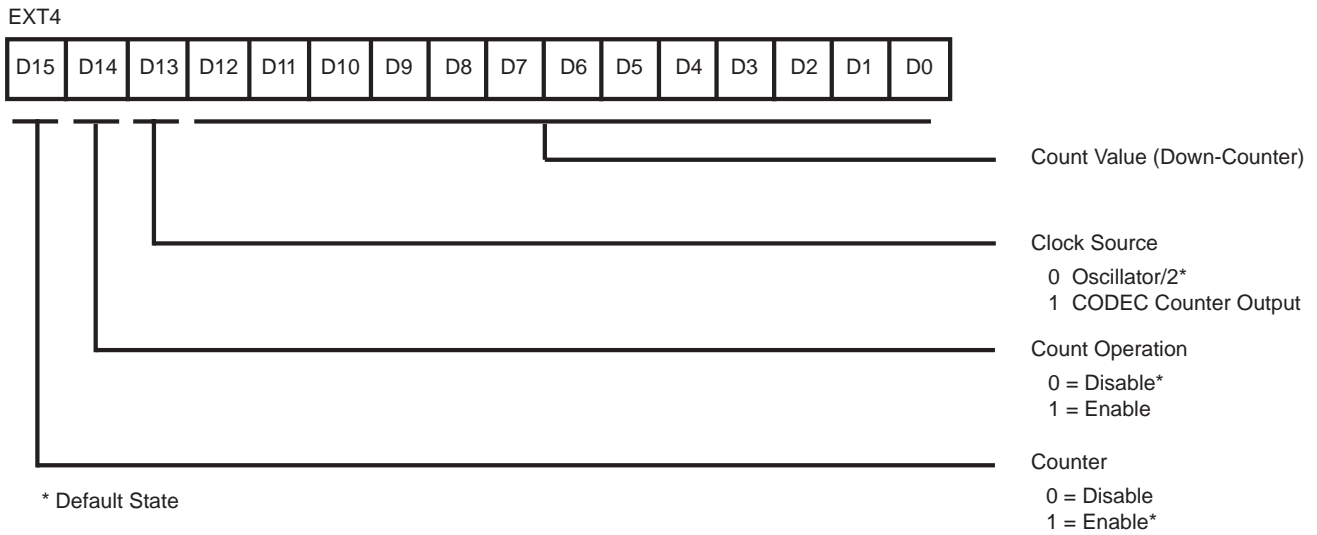 EXT4
D15 D14 D13 D12 D11 D10 D9 D8 D7 D6 D5 D4 D3 D2 D1 D0
Count Value (Down-Counter)
Clock Source
0 Oscillator/2*
1 CODEC Counter Output
Count Operation
0 = Disable*
1 = Enable
Counter
0 = Disable
1 = Enable*
* Default State